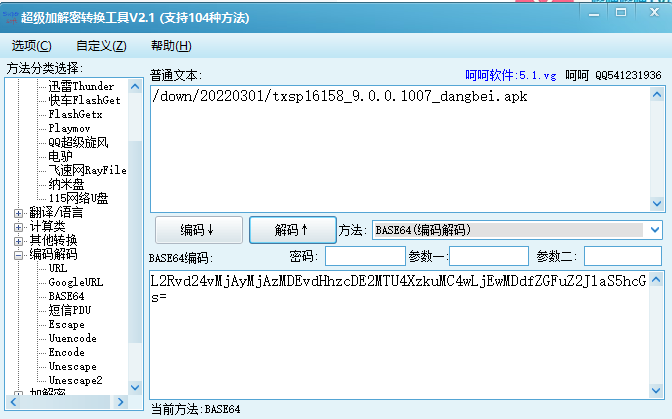 超级加解密转换工具V2.1 (支持104种方法)
选项(C) 自定义(Z) 帮助(H)
方法分类选择:
迅雷Thunder
快车FlashGet
FlashGetx
Playmov
QQ超级旋风
电驴
飞速网RayFile
纳米盘
115网络U盘
翻译/语言
计算类
其他转换
编码解码
URL
GoogleURL
BASE64
短信PDU
Escape
Uuencode
Encode
Unescape
Unescape2
加解密
普通文本: 呵呵软件:5.1.vg 呵呵 QQ541231936
/down/20220301/txsp16158_9.0.0.1007_dangbei.apk
编码↓ 解码↑ 方法: BASE64(编码解码)
BASE64编码: 密码: 参数一: 参数二:
L2Rvd24vMjAyMjAzMDEvdHhzcDE2MTU4XzkuMC4wLjEwMDdfZGFuZ2JlaS5hcG
s=
当前方法:BASE64